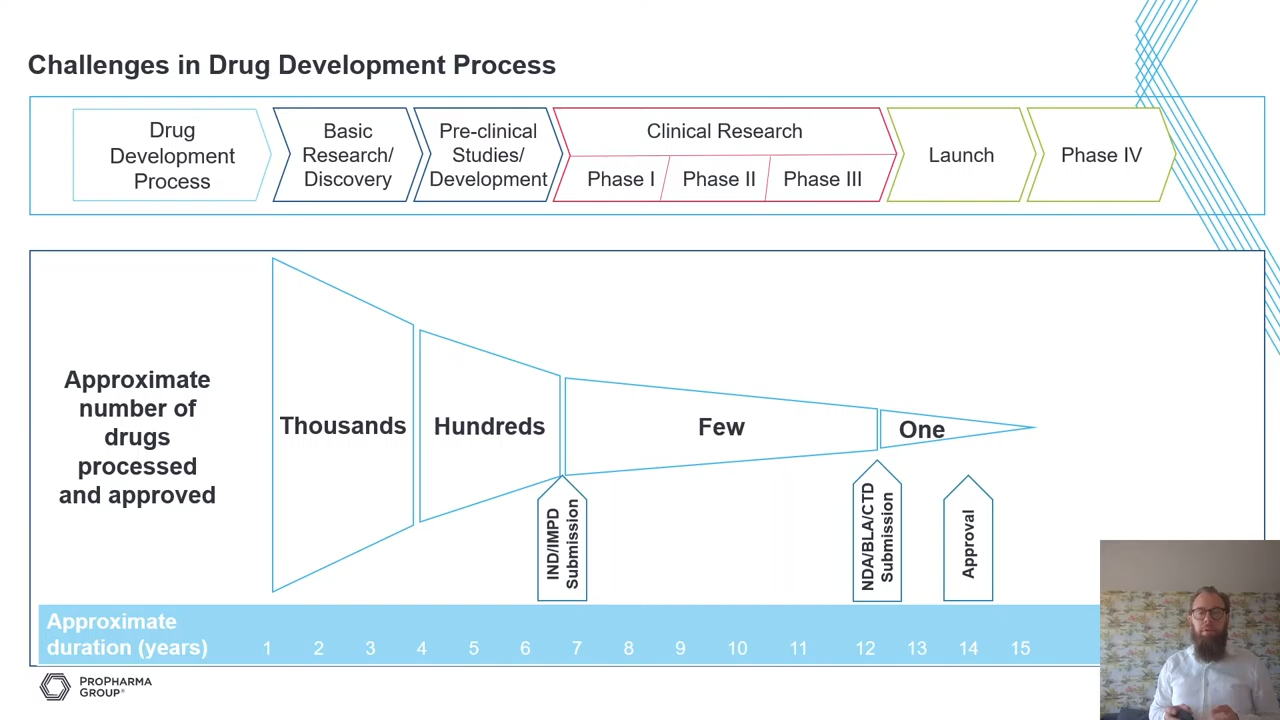 Challenges in Drug Development Process
Drug
Development
Process
Basic
Research/
Discovery
Pre-clinical
Studies/
Development
Clinical Research
Phase I
Phase II
Phase III
Launch
Phase IV
Approximate
number of
drugs
processed
and approved
Thousands
Hundreds
Few
One
IND/IMPD
Submission
NDA/BLA/CTD
Submission
Approval
Approximate
duration (years)
1 2 3 4 5 6 7 8 9 10 11 12 13 14 15
PROPHARMA
GROUP®